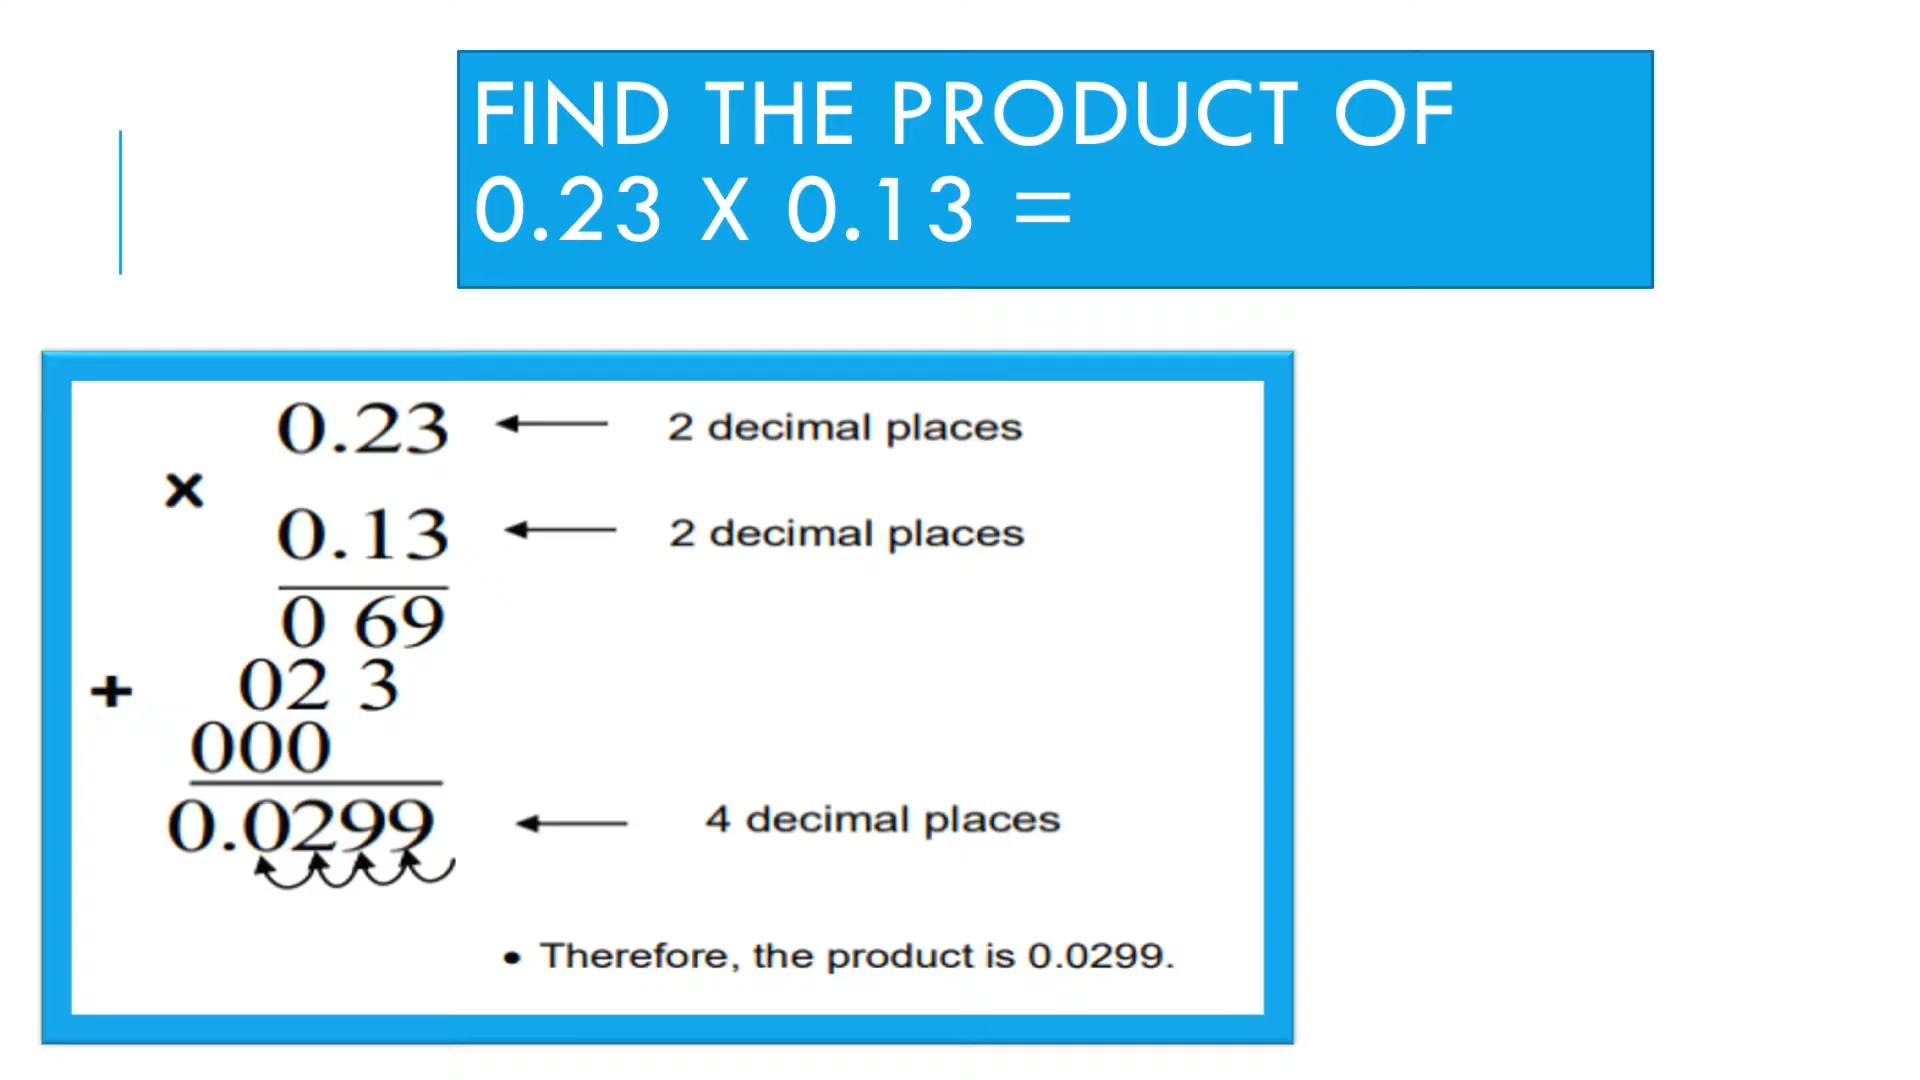 FIND THE PRODUCT OF
0.23 X 0.13 =
0.23 2 decimal places
x
0.13 2 decimal places
0 69
+ 02 3
000
0.0299 4 decimal places
• Therefore, the product is 0.0299.